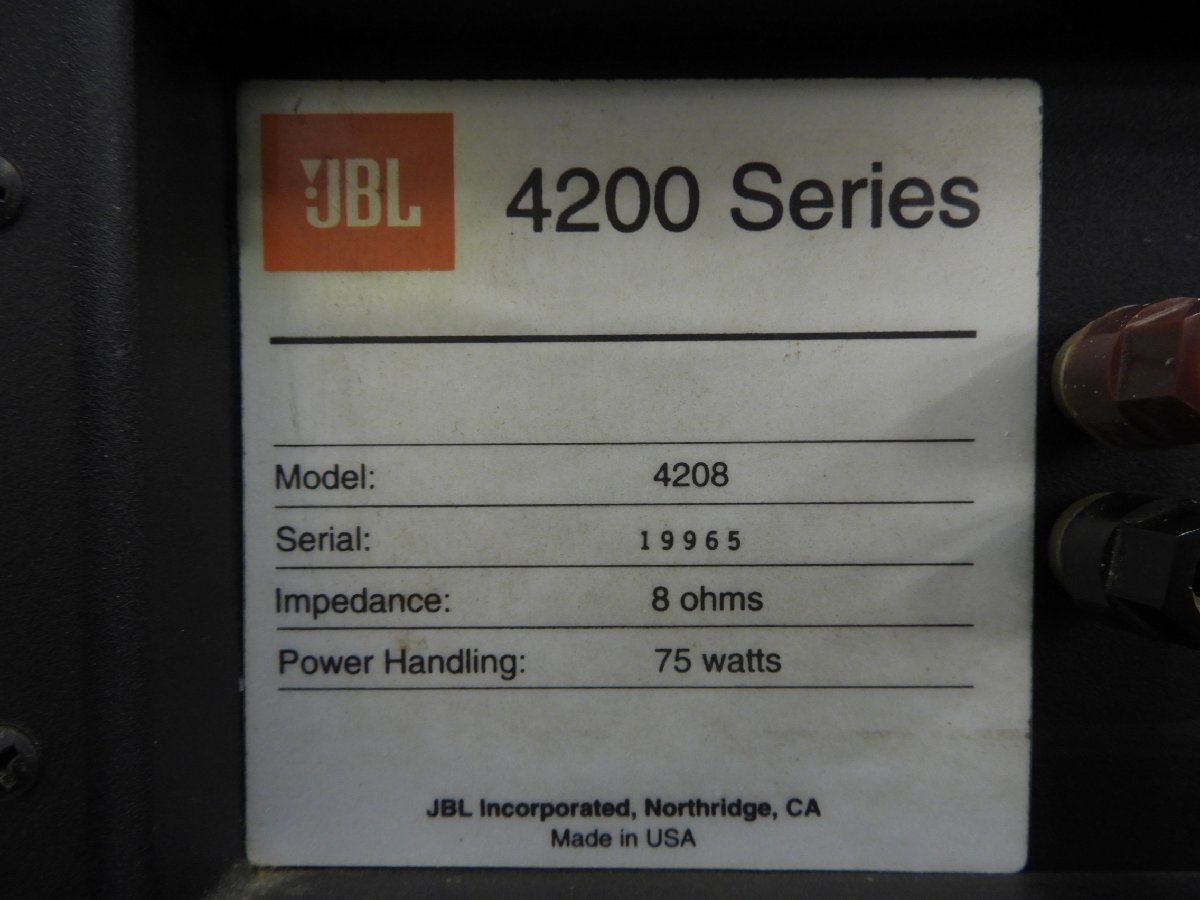 JBL
4200 Series
Model: 4208
Serial: 19965
Impedance: 8 ohms
Power Handling: 75 watts
JBL Incorporated, Northridge, CA
Made in USA